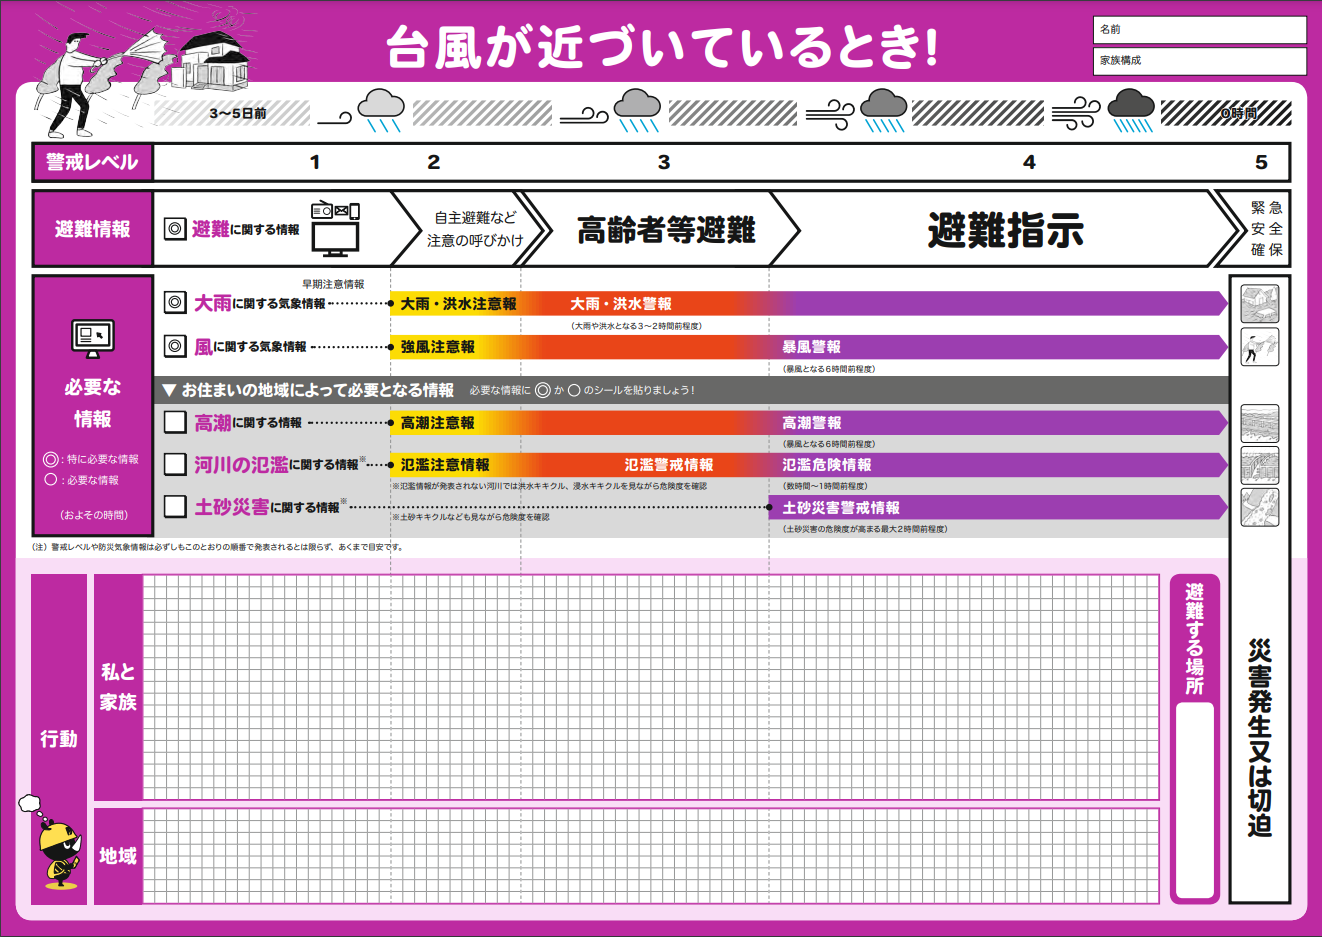 台風が近づいているとき!
名前
家族構成
3〜5日前
0時間
警戒レベル
1
2
3
4
5
避難情報
◎ 避難に関する情報
自主避難など
注意の呼びかけ
高齢者等避難
避難指示
緊急
安全
確保
必要な
情報
◎：特に必要な情報
○：必要な情報
（およその時間）
早期注意情報
◎ 大雨に関する気象情報
大雨・洪水注意報
大雨・洪水警報
（大雨や洪水となる3〜2時間前程度）
◎ 風に関する気象情報
強風注意報
暴風警報
（暴風となる6時間前程度）
▼ お住まいの地域によって必要となる情報 必要な情報に ◎ か ○ のシールを貼りましょう！
高潮に関する情報
高潮注意報
高潮警報
（暴風となる6時間前程度）
河川の氾濫に関する情報※
氾濫注意情報
氾濫警戒情報
氾濫危険情報
※氾濫情報が発表されない河川では洪水キキクル、浸水キキクルを見ながら危険度を確認
（数時間〜1時間前程度）
土砂災害に関する情報※
土砂災害警戒情報
※土砂キキクルなども見ながら危険度を確認
（土砂災害の危険度が高まる最大2時間前程度）
（注）警戒レベルや防災気象情報は必ずしもこのとおりの順番で発表されるとは限らず、あくまで目安です。
行動
私と
家族
地域
避難する場所
災害発生又は切迫